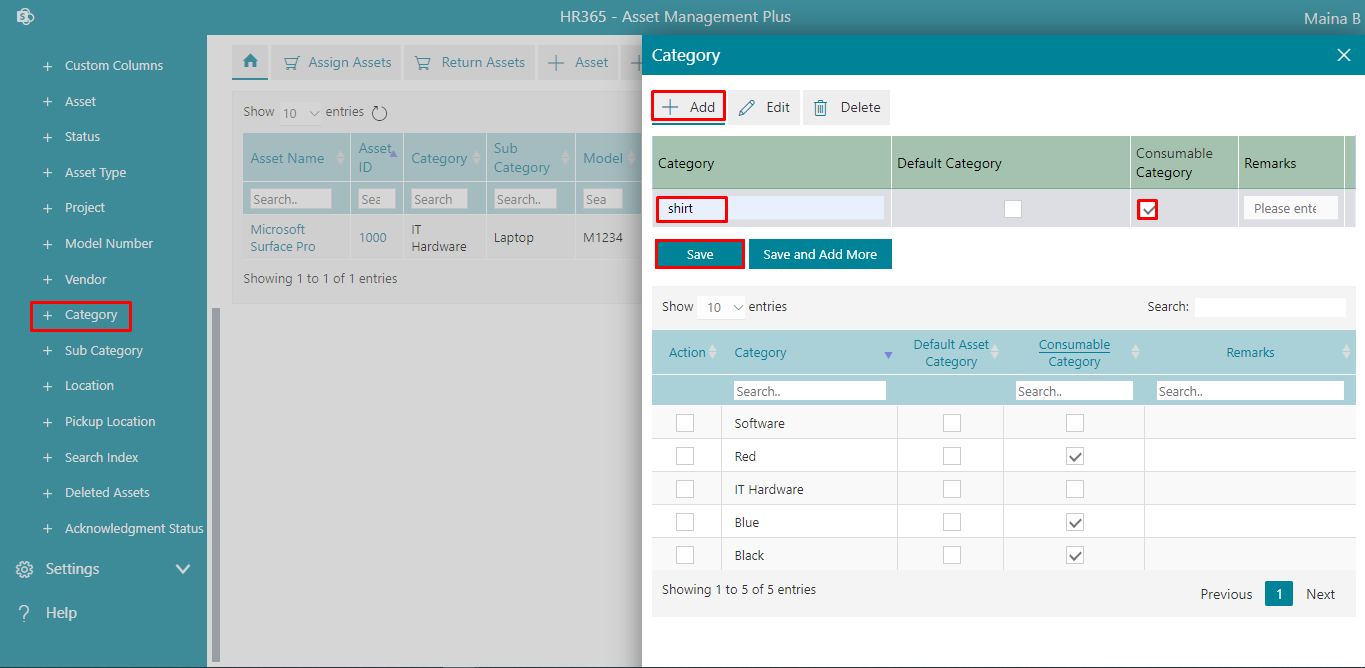 HR365 - Asset Management Plus
Maina B
Custom Columns
Asset
Status
Asset Type
Project
Model Number
Vendor
Category
Sub Category
Location
Pickup Location
Search Index
Deleted Assets
Acknowledgment Status
Settings
Help
Assign Assets
Return Assets
Asset
Show 10 entries
Asset Name
Asset ID
Category
Sub Category
Model
Search..
Sea
Search
Search..
Sea
Microsoft Surface Pro
1000
IT Hardware
Laptop
M1234
Showing 1 to 1 of 1 entries
Category
Add
Edit
Delete
Category
Default Category
Consumable Category
Remarks
shirt
Please ente
Save
Save and Add More
Show 10 entries
Search:
Action
Category
Default Asset Category
Consumable Category
Remarks
Search..
Search..
Search..
Software
Red
IT Hardware
Blue
Black
Showing 1 to 5 of 5 entries
Previous 1 Next